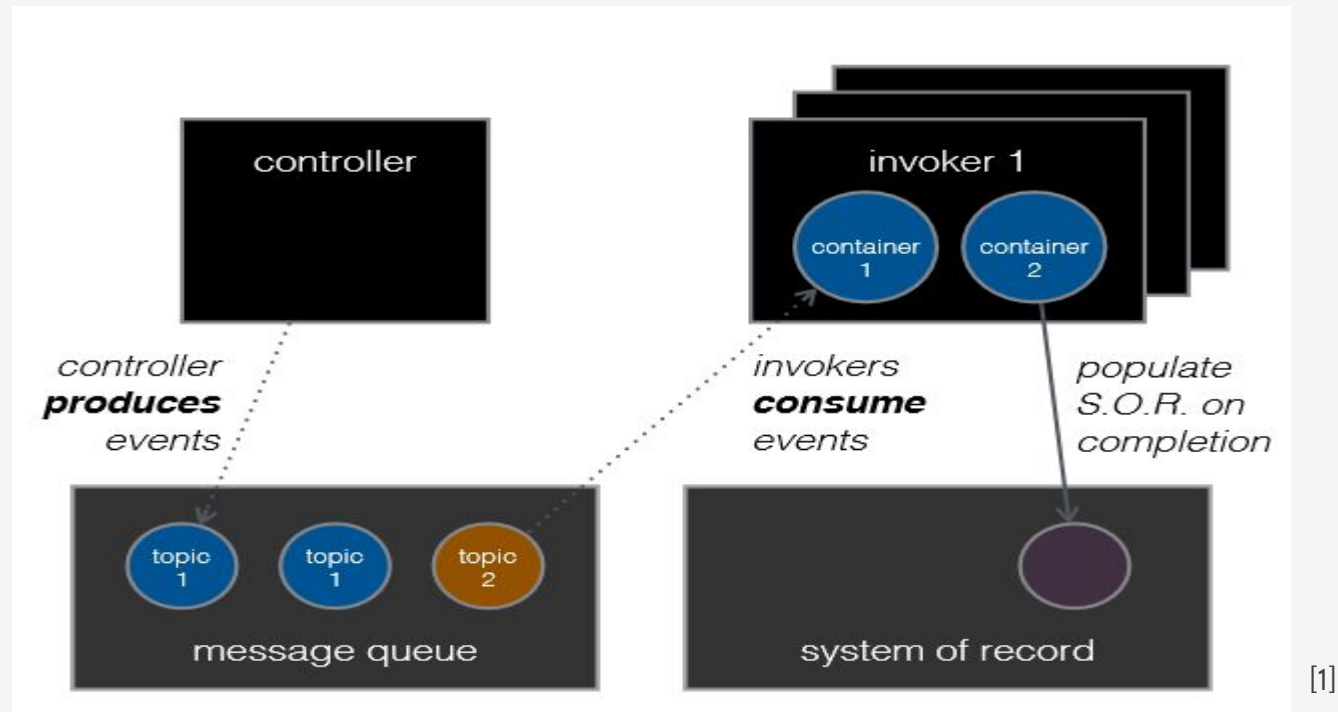 controller
invoker 1
container
1
container
2
controller
produces
events
invokers
consume
events
populate
S.O.R. on
completion
topic
1
topic
1
topic
2
message queue
system of record
[1]